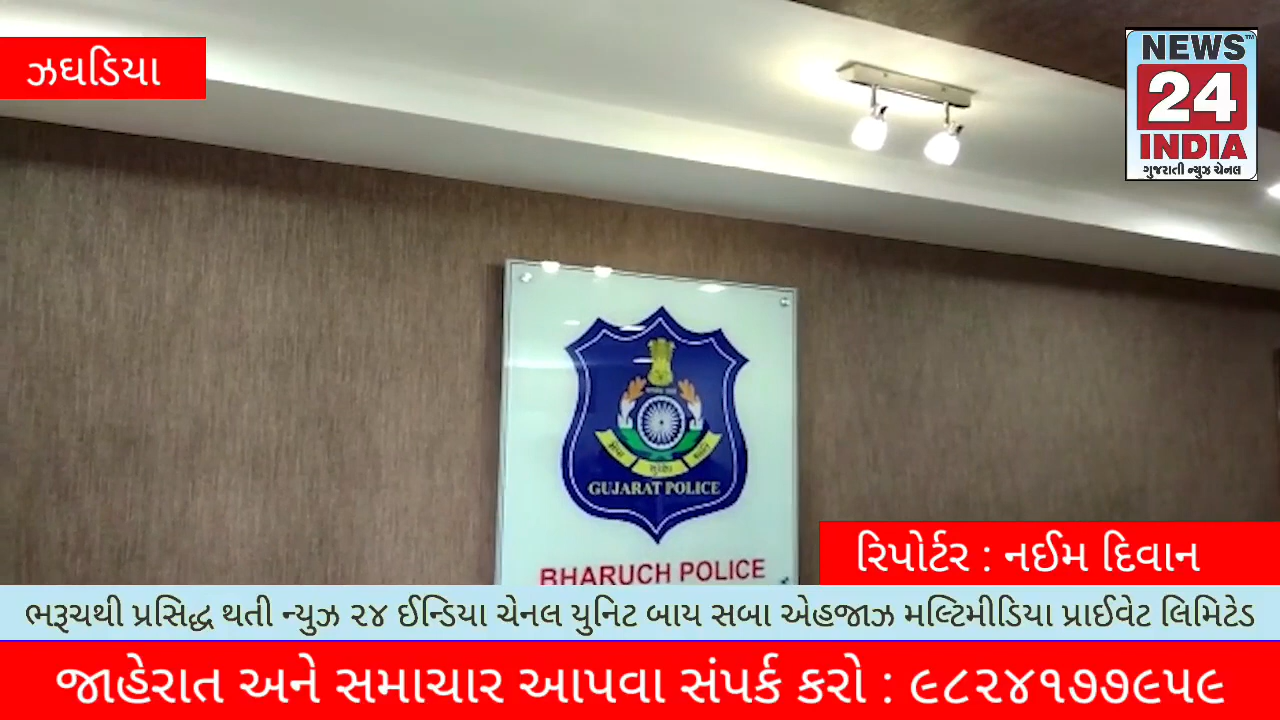 ઝઘડિયા
NEWS
24
INDIA
ગુજરાતી ન્યુઝ ચેનલ
GUJARAT POLICE
BHARUCH POLICE
રિપોર્ટર : નઈમ દિવાન
ભરૂચથી પ્રસિદ્ધ થતી ન્યુઝ ૨૪ ઈન્ડિયા ચેનલ યુનિટ બાય સબા એહજાઝ મલ્ટિમીડિયા પ્રાઈવેટ લિમિટેડ
જાહેરાત અને સમાચાર આપવા સંપર્ક કરો : ૯૮૨૪૧૭૭૯૫૯